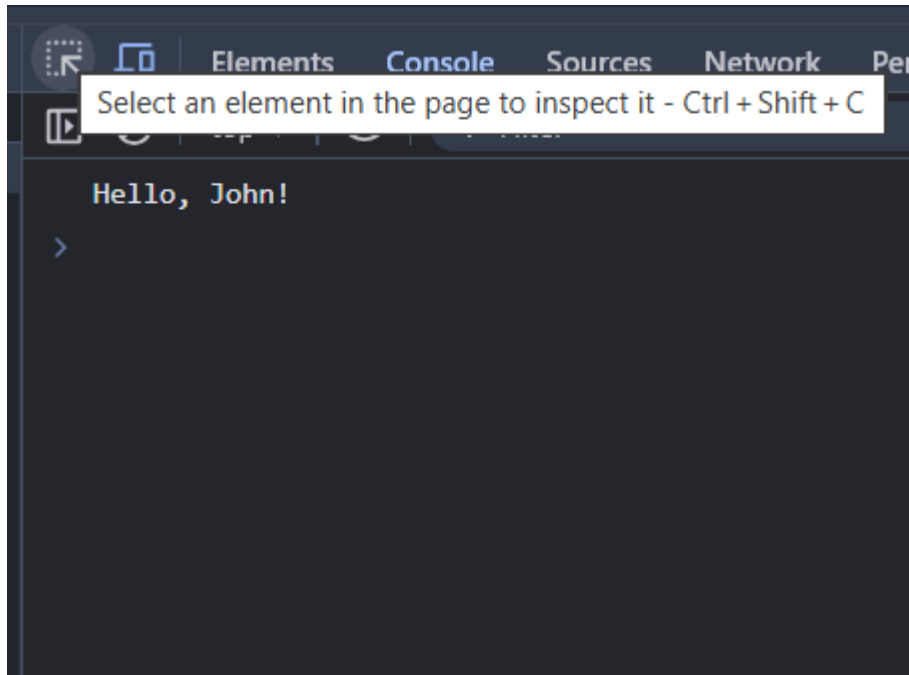 Elements Console Sources Network
Select an element in the page to inspect it - Ctrl + Shift + C
Hello, John!
>